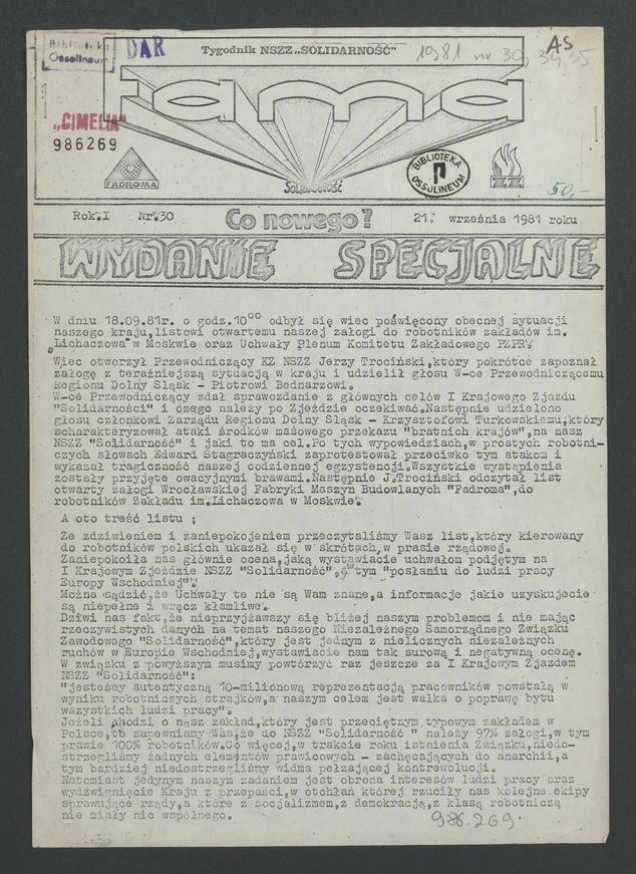 Biblioteka
Ossolineum
DAR
Tygodnik NSZZ „SOLIDARNOŚĆ"
1981 nr 30, 34, 35
AS
fama
„CIMELIA"
986269
FADROMA
Solidarność
BIBLIOTEKA
OSSOLINEUM
ZZ
50,-
Rok.I Nr.30 Co nowego? 21. września 1981 roku
WYDANIE SPECJALNE
W dniu 18.09.81r. o godz.10⁰⁰ odbył się wiec poświęcony obecnej sytuacji
naszego kraju,listowi otwartemu naszej załogi do robotników zakładów im.
„Lichaczowa"w Moskwie oraz Uchwały Plenum Komitetu Zakładowego PZPR.
Wiec otworzył Przewodniczący KZ NSZZ Jerzy Trociński,który pokrótce zapoznał
załogę z teraźniejszą sytuacją w kraju i udzielił głosu W-ce Przewodniczącemu
Regionu Dolny Śląsk - Piotrowi Bednarzowi.
W-ce Przewodniczący zdał sprawozdanie z głównych celów I Krajowego Zjazdu
"Solidarności" i czego należy po Zjeździe oczekiwać.Następnie udzielono
głosu członkowi Zarządu Regionu Dolny Śląsk - Krzysztofowi Turkowskiemu,który
scharakteryzował ataki środków masowego przekazu "bratnich krajów",na nasz
NSZZ "Solidarność" i jaki to ma cel.Po tych wypowiedziach,w prostych robotni-
czych słowach Edward Stagraczyński zaprotestował przeciwko tym atakom i
wykazał tragiczność naszej codziennej egzystencji.Wszystkie wystąpienia
zostały przyjęte owacyjnymi brawami.Następnie J.Trociński odczytał list
otwarty załogi Wrocławskiej Fabryki Maszyn Budowlanych "Fadroma",do
robotników Zakładu im.Lichaczowa w Moskwie.
A oto treść listu ;
Ze zdziwieniem i zaniepokojeniem przeczytaliśmy Wasz list,który kierowany
do robotników polskich ukazał się w skrótach,w prasie rządowej.
Zaniepokoiła nas głównie ocena,jaką wystawiacie uchwałom podjętym na
I Krajowym Zjeździe NSZZ "Solidarność", tym "posłaniu do ludzi pracy
Europy Wschodniej".
Można sądzić,że Uchwały te nie są Wam znane,a informacje jakie uzyskujecie
są niepełne i wręcz kłamliwe.
Dziwi nas fakt,że nieprzyjżawszy się bliżej naszym problemom i nie mając
rzeczywistych danych na temat naszego Niezależnego Samorządnego Związku
Zawodowego "Solidarność",który jest jednym z nielicznych niezależnych
ruchów w Europie Wschodniej,wystawiacie nam tak surową i negatywną ocenę.
W związku z powyższym musimy powtórzyć raz jeszcze za I Krajowym Zjazdem
NSZZ "Solidarność":
"jesteśmy autentyczną 10-milionową reprezentacją pracowników powstałą w
wyniku robotniczych strajków,a naszym celem jest walka o poprawę bytu
wszystkich ludzi pracy".
Jeżeli chodzi o nasz zakład,który jest przeciętnym,typowym zakładem w
Polsce,to zapewniamy Was,że do NSZZ "Solidarność " należy 97% załogi,w tym
prawie 100% robotników.Co więcej,w trakcie roku istnienia Związku,niedo-
strzegliśmy żadnych elementów prawicowych - zachęcających do anarchii,a
tym bardziej niedostrzegliśmy widma pełzającej kontrewolucji.
Natomiast jedynym naszym zadaniem jest obrona interesów ludzi pracy oraz
wydźwignięcie Kraju z przepaści,w otchłań której rzuciły nas kolejne ekipy
sprawujące rządy,a które z socjalizmem,z demokracją,z klasą robotniczą
nie miały nic wspólnego.
986.269.